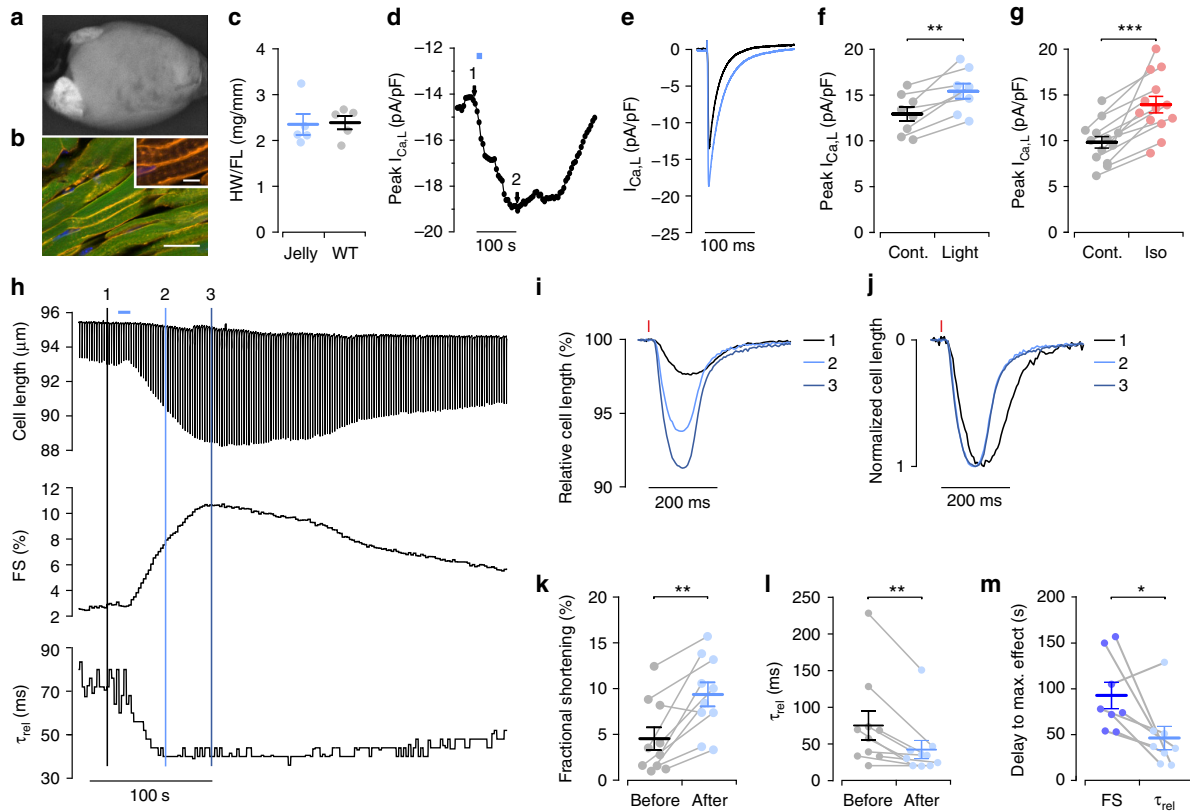 a
b
c
HW/FL (mg/mm)
4
3
2
1
0
Jelly
WT
d
Peak I_Ca,L (pA/pF)
−12
−14
−16
−18
−20
1
2
100 s
e
I_Ca,L (pA/pF)
0
−5
−10
−15
−20
−25
100 ms
f
**
Peak I_Ca,L (pA/pF)
20
15
10
5
0
Cont.
Light
g
***
Peak I_Ca,L (pA/pF)
20
15
10
5
0
Cont.
Iso
h
1
2
3
Cell length (μm)
96
94
92
90
88
FS (%)
12
10
8
6
4
2
τ_rel (ms)
90
70
50
30
100 s
i
Relative cell length (%)
100
95
90
1
2
3
200 ms
j
Normalized cell length
0
1
1
2
3
200 ms
k
**
Fractional shortening (%)
20
15
10
5
0
Before
After
l
**
τ_rel (ms)
250
200
150
100
50
0
Before
After
m
*
Delay to max. effect (s)
200
150
100
50
0
FS
τ_rel